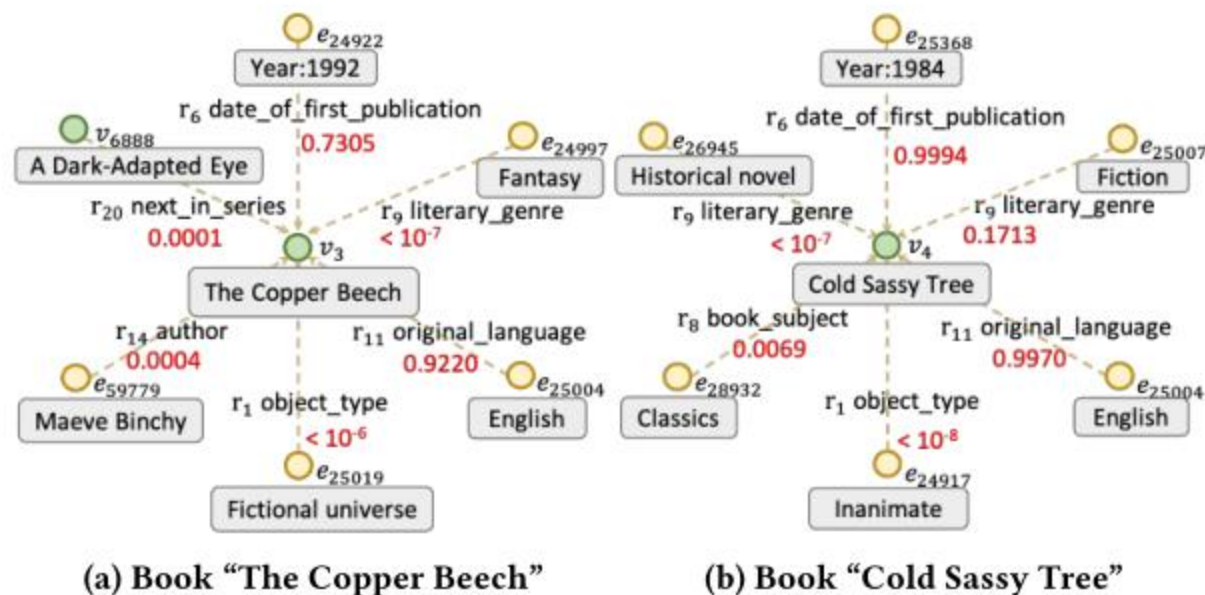 e24922
Year:1992
r6 date_of_first_publication
0.7305
v6888
A Dark-Adapted Eye
e24997
Fantasy
r20 next_in_series
0.0001
r9 literary_genre
< 10-7
v3
The Copper Beech
r14 author
0.0004
r11 original_language
0.9220
e59779
Maeve Binchy
r1 object_type
< 10-6
e25004
English
e25019
Fictional universe
(a) Book “The Copper Beech”
e25368
Year:1984
r6 date_of_first_publication
0.9994
e26945
Historical novel
e25007
Fiction
r9 literary_genre
< 10-7
r9 literary_genre
0.1713
v4
Cold Sassy Tree
r8 book_subject
0.0069
r11 original_language
0.9970
e28932
Classics
r1 object_type
< 10-8
e25004
English
e24917
Inanimate
(b) Book “Cold Sassy Tree”